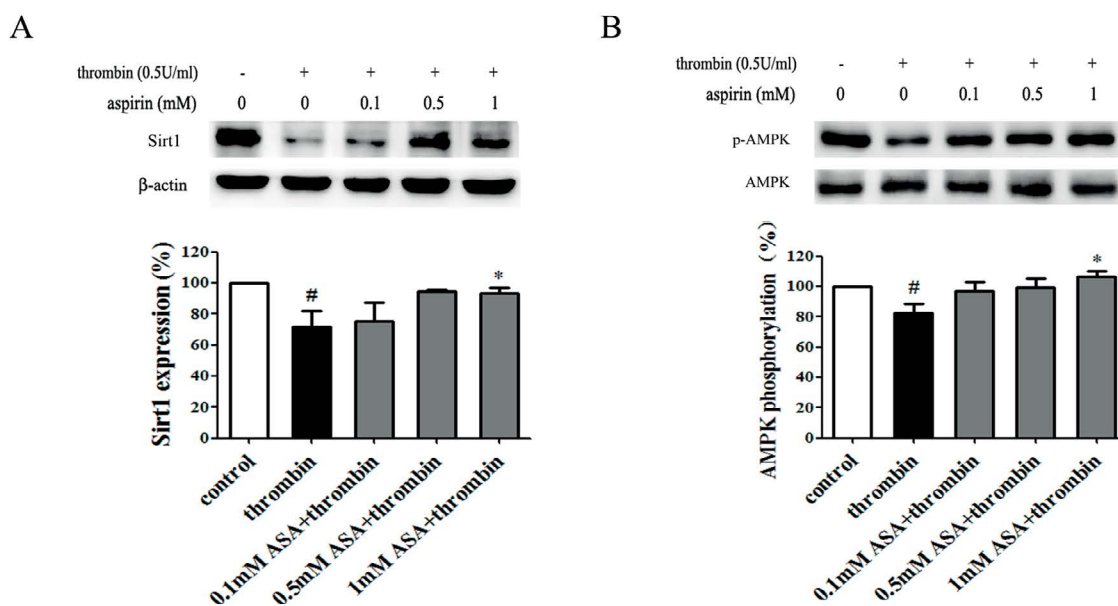 A
thrombin (0.5U/ml) - + + + +
aspirin (mM) 0 0 0.1 0.5 1
Sirt1
β-actin
Sirt1 expression (%)
120
100
80
60
40
20
0
#
*
control
thrombin
0.1mM ASA+thrombin
0.5mM ASA+thrombin
1mM ASA+thrombin
B
thrombin (0.5U/ml) - + + + +
aspirin (mM) 0 0 0.1 0.5 1
p-AMPK
AMPK
AMPK phosphorylation (%)
120
100
80
60
40
20
0
#
*
control
thrombin
0.1mM ASA+thrombin
0.5mM ASA+thrombin
1mM ASA+thrombin